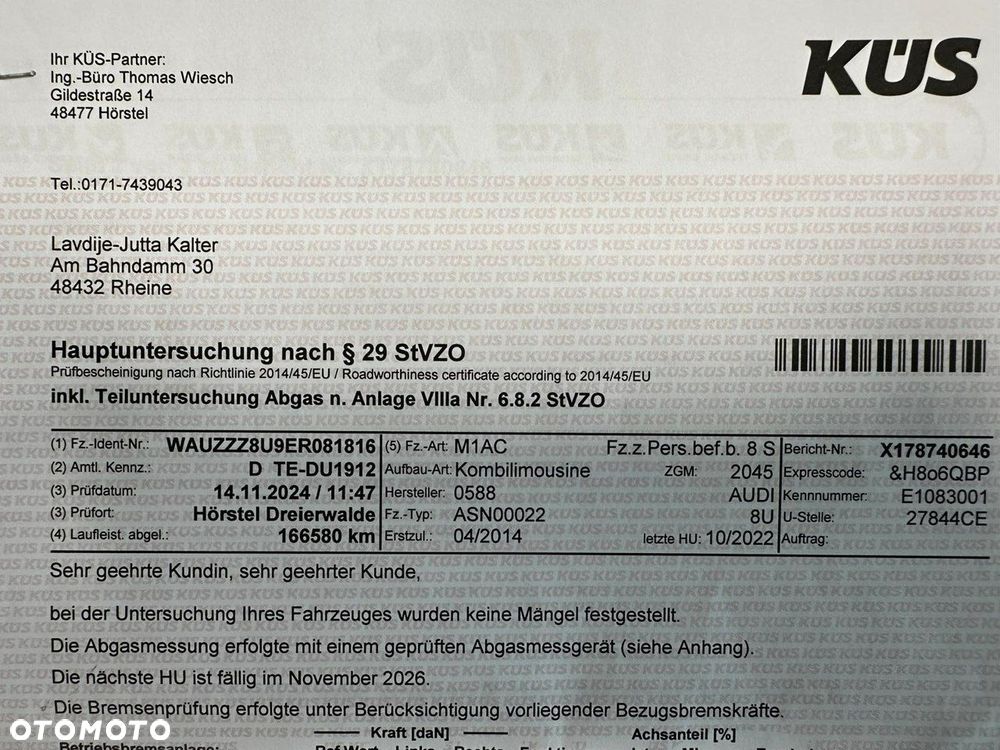 Ihr KÜS-Partner:
Ing.-Büro Thomas Wiesch
Gildestraße 14
48477 Hörstel
KÜS
Tel.:0171-7439043
Lavdije-Jutta Kalter
Am Bahndamm 30
48432 Rheine
Hauptuntersuchung nach § 29 StVZO
Prüfbescheinigung nach Richtlinie 2014/45/EU / Roadworthiness certificate according to 2014/45/EU
inkl. Teiluntersuchung Abgas n. Anlage VIIIa Nr. 6.8.2 StVZO
(1) Fz.-Ident-Nr.: WAUZZZ8U9ER081816 (5) Fz.-Art: M1AC Fz.z.Pers.bef.b. 8 S Bericht-Nr.: X178740646
(2) Amtl. Kennz.: D TE-DU1912 Aufbau-Art: Kombilimousine ZGM: 2045 Expresscode: &H8o6QBP
(3) Prüfdatum: 14.11.2024 / 11:47 Hersteller: 0588 AUDI Kennnummer: E1083001
(3) Prüfort: Hörstel Dreierwalde Fz.-Typ: ASN00022 8U U-Stelle: 27844CE
(4) Laufleist. abgel.: 166580 km Erstzul.: 04/2014 letzte HU: 10/2022 Auftrag:
Sehr geehrte Kundin, sehr geehrter Kunde,
bei der Untersuchung Ihres Fahrzeuges wurden keine Mängel festgestellt.
Die Abgasmessung erfolgte mit einem geprüften Abgasmessgerät (siehe Anhang).
Die nächste HU ist fällig im November 2026.
Die Bremsenprüfung erfolgte unter Berücksichtigung vorliegender Bezugsbremskräfte.
Kraft [daN] Achsanteil [%]
Betriebsbremsanlage: Ref.Wert Links Rechts
OTOMOTO